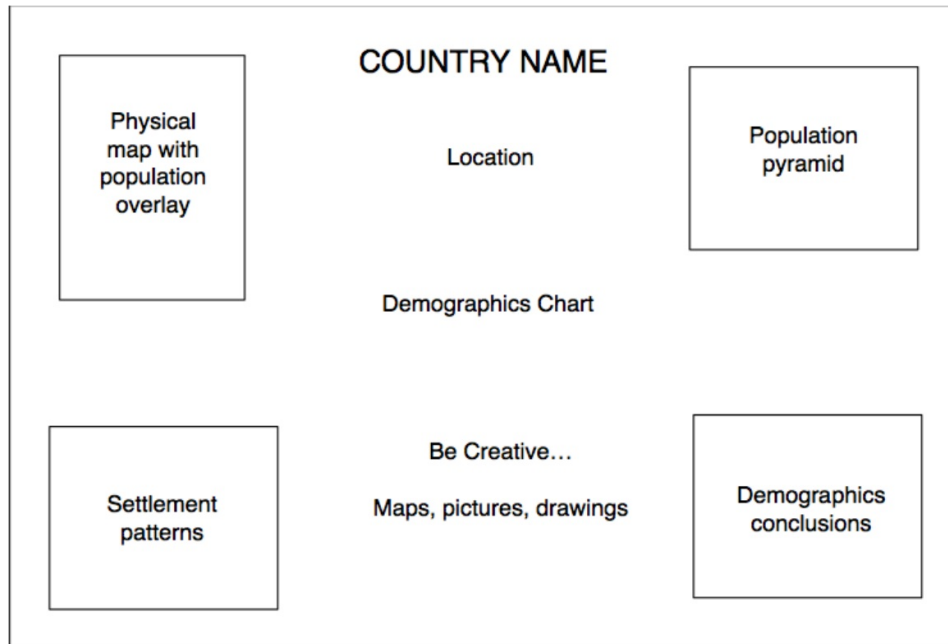 COUNTRY NAME
Physical
map with
population
overlay
Location
Population
pyramid
Demographics Chart
Settlement
patterns
Be Creative…
Maps, pictures, drawings
Demographics
conclusions